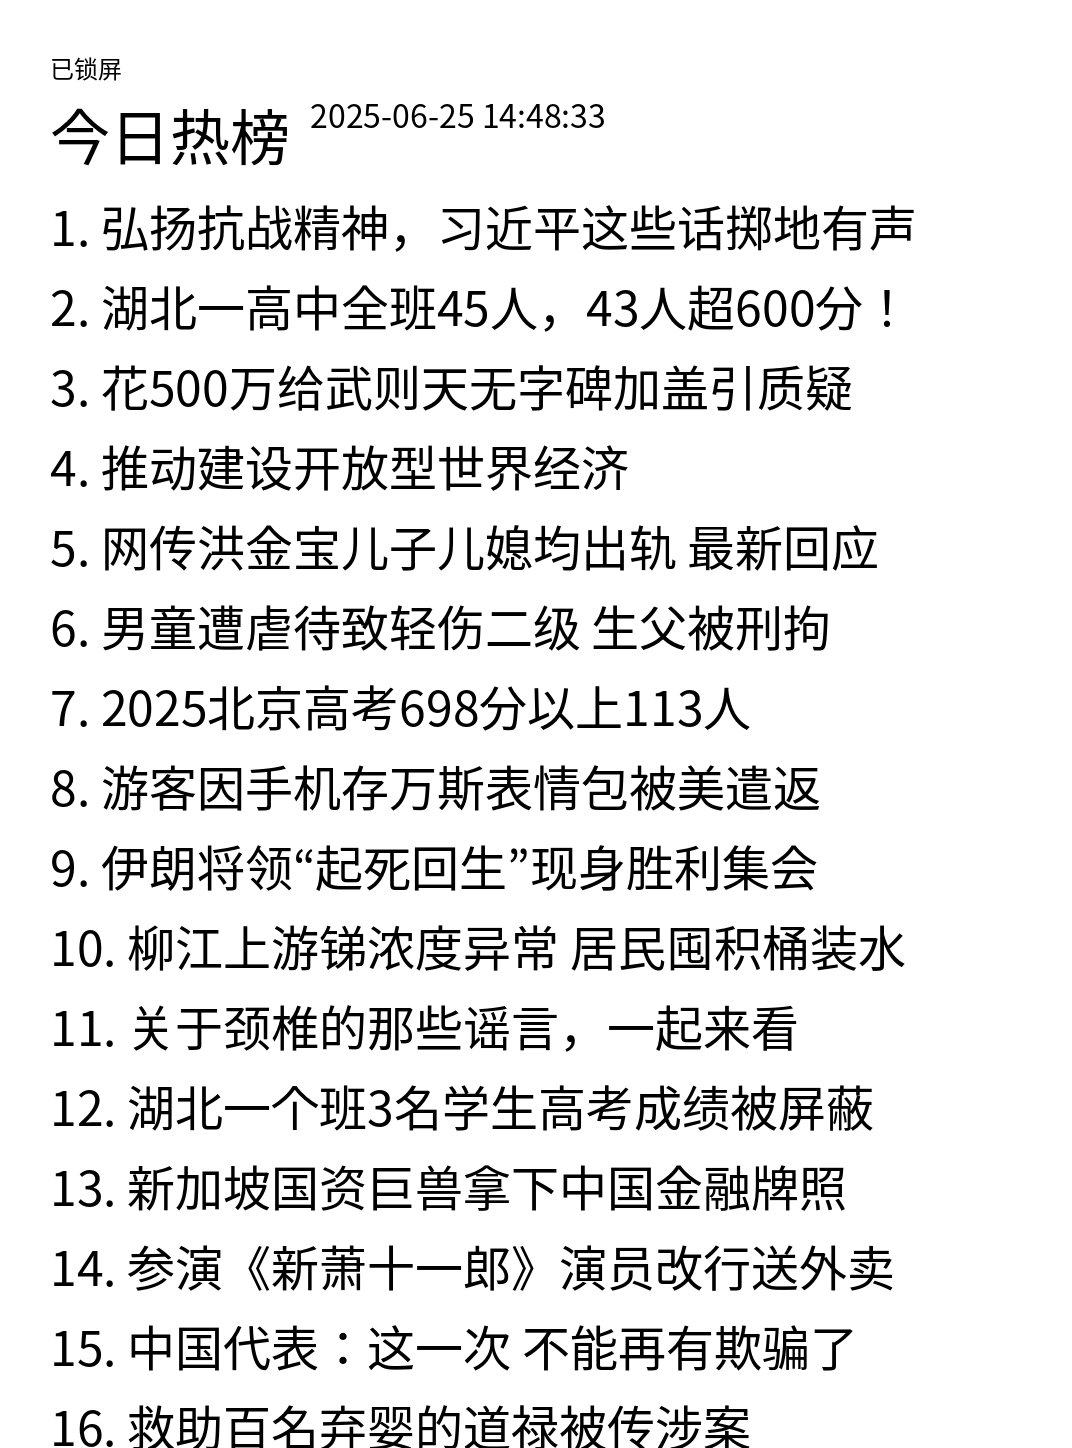 已锁屏
今日热榜 2025-06-25 14:48:33
1. 弘扬抗战精神，习近平这些话掷地有声
2. 湖北一高中全班45人，43人超600分！
3. 花500万给武则天无字碑加盖引质疑
4. 推动建设开放型世界经济
5. 网传洪金宝儿子儿媳均出轨 最新回应
6. 男童遭虐待致轻伤二级 生父被刑拘
7. 2025北京高考698分以上113人
8. 游客因手机存万斯表情包被美遣返
9. 伊朗将领“起死回生”现身胜利集会
10. 柳江上游锑浓度异常 居民囤积桶装水
11. 关于颈椎的那些谣言，一起来看
12. 湖北一个班3名学生高考成绩被屏蔽
13. 新加坡国资巨兽拿下中国金融牌照
14. 参演《新萧十一郎》演员改行送外卖
15. 中国代表：这一次 不能再有欺骗了
16. 救助百名弃婴的道禄被传涉案